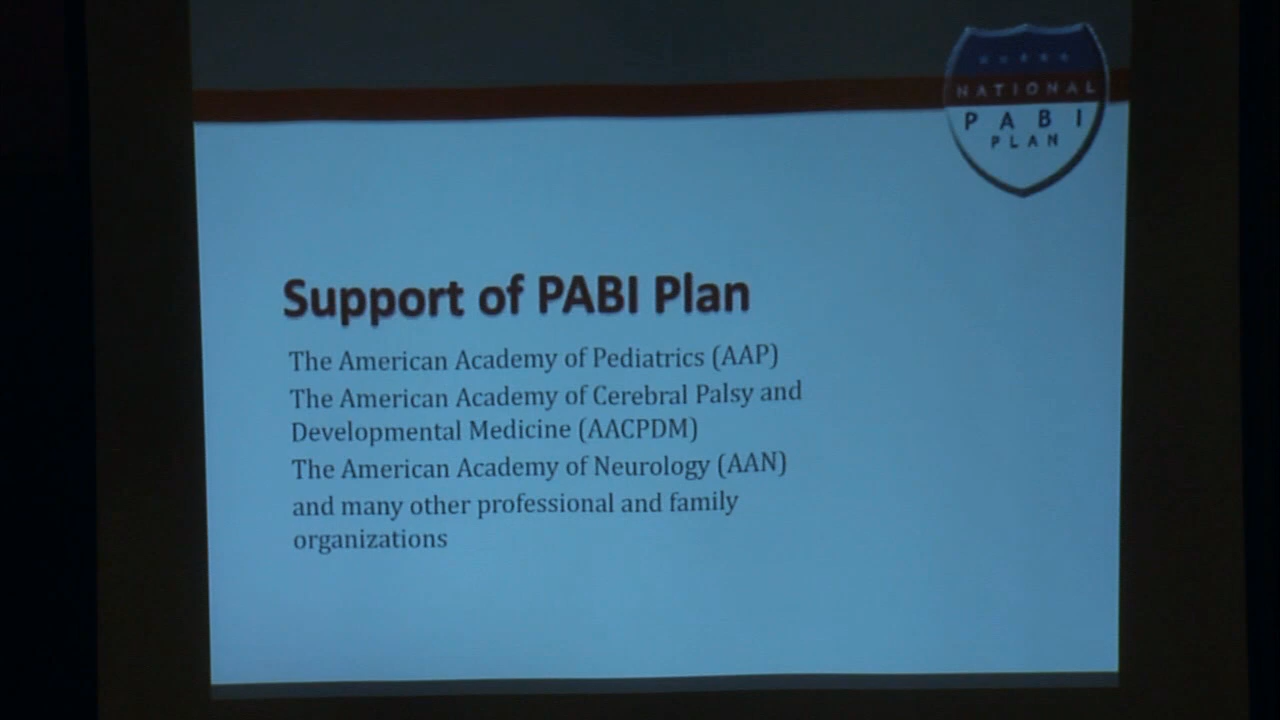 NATIONAL
PABI
PLAN
Support of PABI Plan
The American Academy of Pediatrics (AAP)
The American Academy of Cerebral Palsy and
Developmental Medicine (AACPDM)
The American Academy of Neurology (AAN)
and many other professional and family
organizations